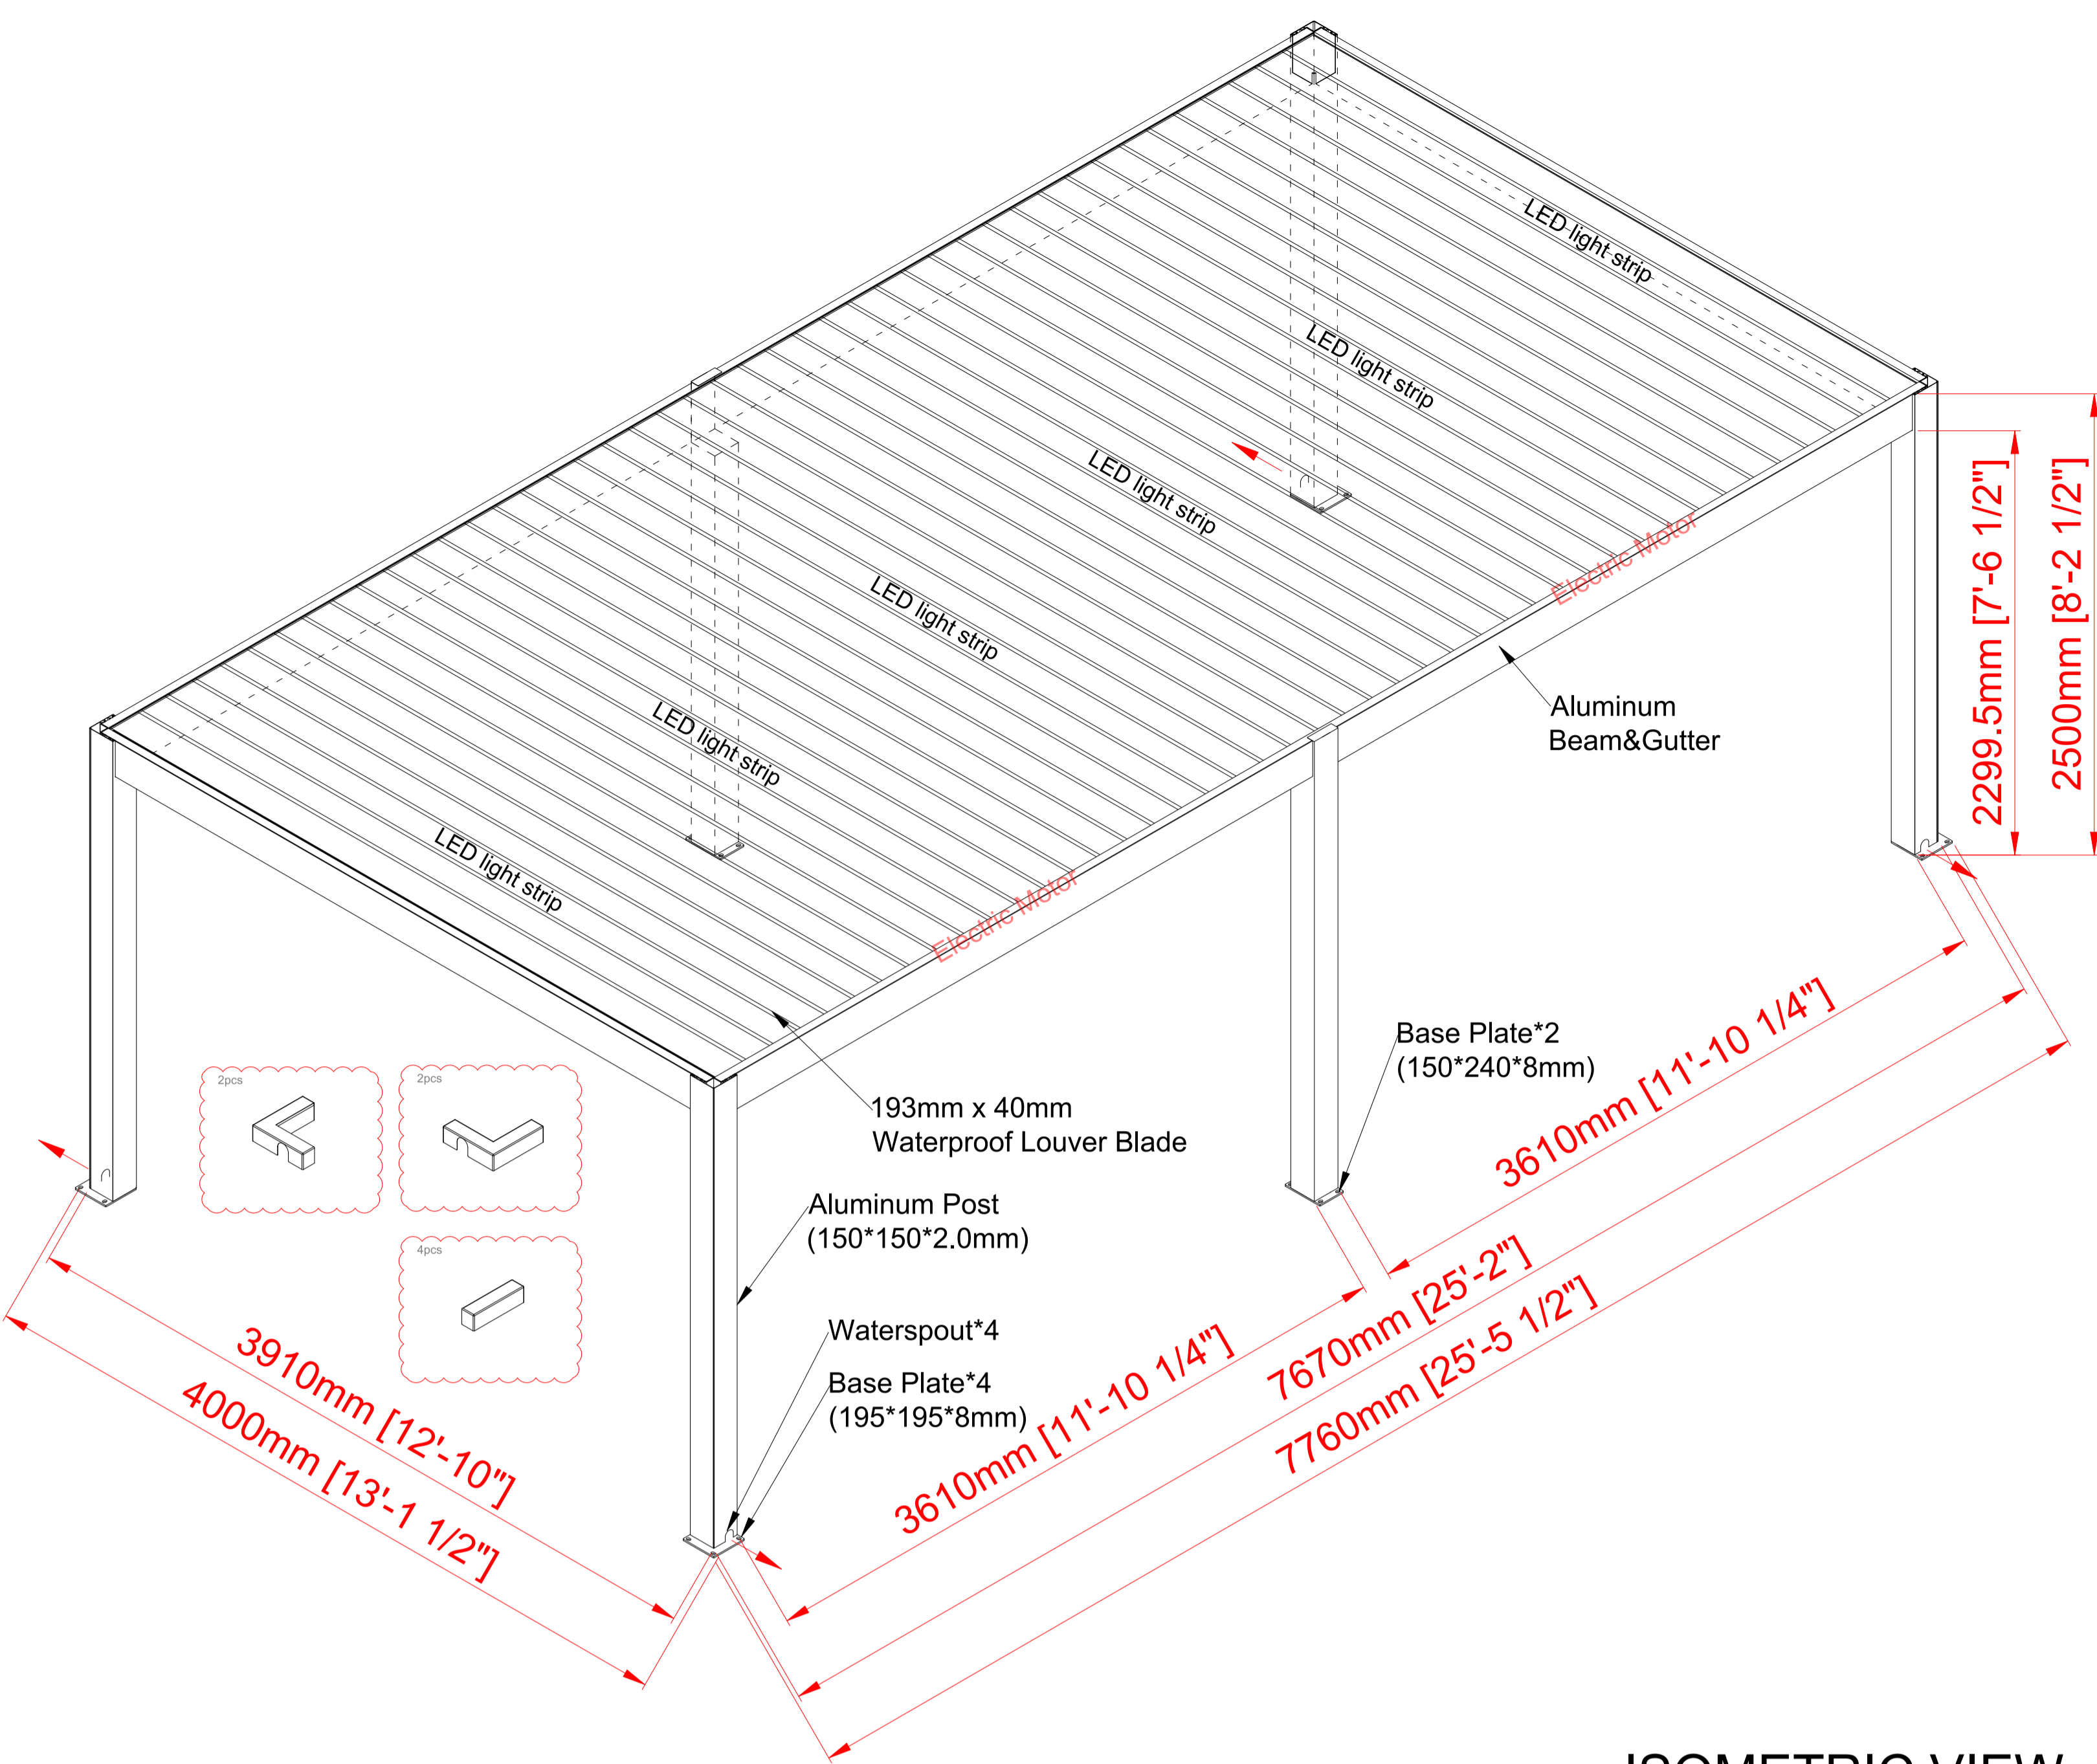 LED light strip
LED light strip
LED light strip
LED light strip
LED light strip
LED light strip
Electric Motor
Electric Motor
2299.5mm [7'-6 1/2"]
2500mm [8'-2 1/2"]
Aluminum
Beam&Gutter
Base Plate*2
(150*240*8mm)
193mm x 40mm
Waterproof Louver Blade
2pcs
2pcs
4pcs
Aluminum Post
(150*150*2.0mm)
Waterspout*4
Base Plate*4
(195*195*8mm)
3910mm [12'-10"]
4000mm [13'-1 1/2"]
3610mm [11'-10 1/4"]
3610mm [11'-10 1/4"]
7670mm [25'-2"]
7760mm [25'-5 1/2"]
ISOMETRIC VIEW